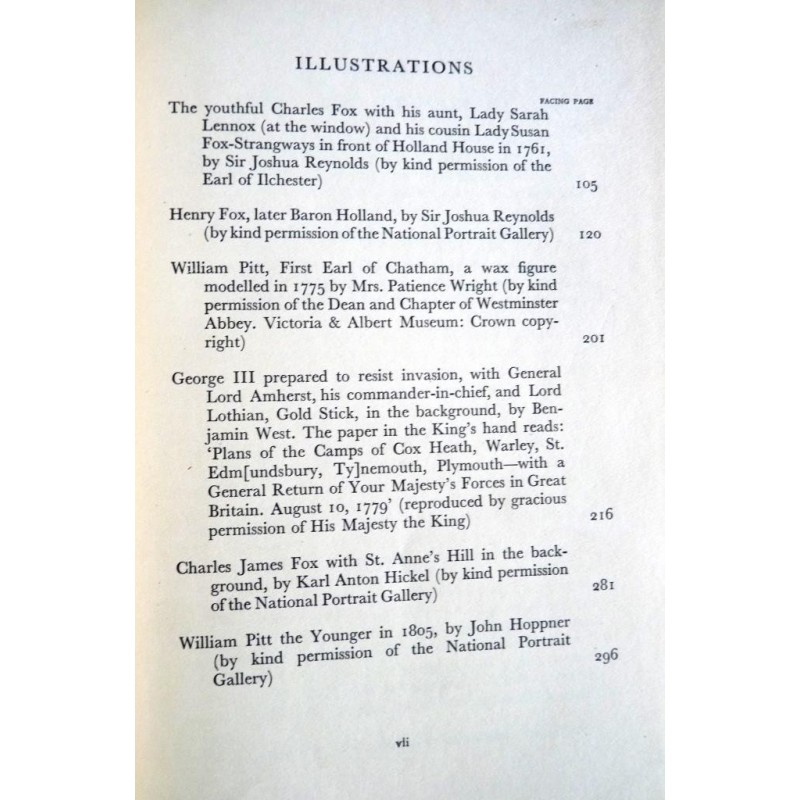 ILLUSTRATIONS
FACING PAGE
The youthful Charles Fox with his aunt, Lady Sarah
Lennox (at the window) and his cousin Lady Susan
Fox-Strangways in front of Holland House in 1761,
by Sir Joshua Reynolds (by kind permission of the
Earl of Ilchester) 105
Henry Fox, later Baron Holland, by Sir Joshua Reynolds
(by kind permission of the National Portrait Gallery) 120
William Pitt, First Earl of Chatham, a wax figure
modelled in 1775 by Mrs. Patience Wright (by kind
permission of the Dean and Chapter of Westminster
Abbey. Victoria & Albert Museum: Crown copy-
right) 201
George III prepared to resist invasion, with General
Lord Amherst, his commander-in-chief, and Lord
Lothian, Gold Stick, in the background, by Ben-
jamin West. The paper in the King's hand reads:
'Plans of the Camps of Cox Heath, Warley, St.
Edm[undsbury, Ty]nemouth, Plymouth—with a
General Return of Your Majesty's Forces in Great
Britain. August 10, 1779' (reproduced by gracious
permission of His Majesty the King) 216
Charles James Fox with St. Anne's Hill in the back-
ground, by Karl Anton Hickel (by kind permission
of the National Portrait Gallery) 281
William Pitt the Younger in 1805, by John Hoppner
(by kind permission of the National Portrait
Gallery) 296
vii